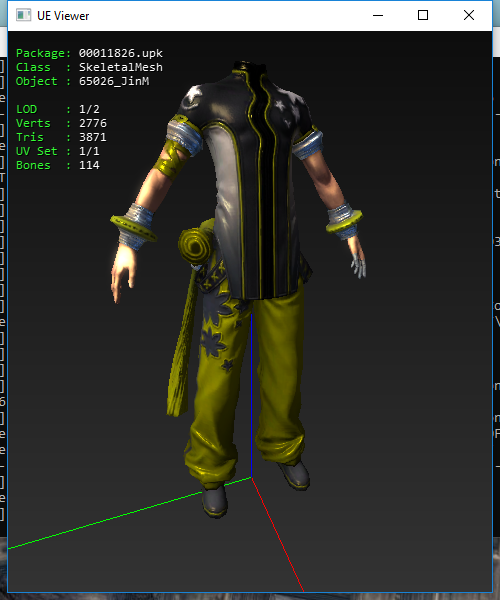 UE Viewer
Package: 00011826.upk
Class : SkeletalMesh
Object : 65026_JinM
LOD : 1/2
Verts : 2776
Tris : 3871
UV Set : 1/1
Bones : 114